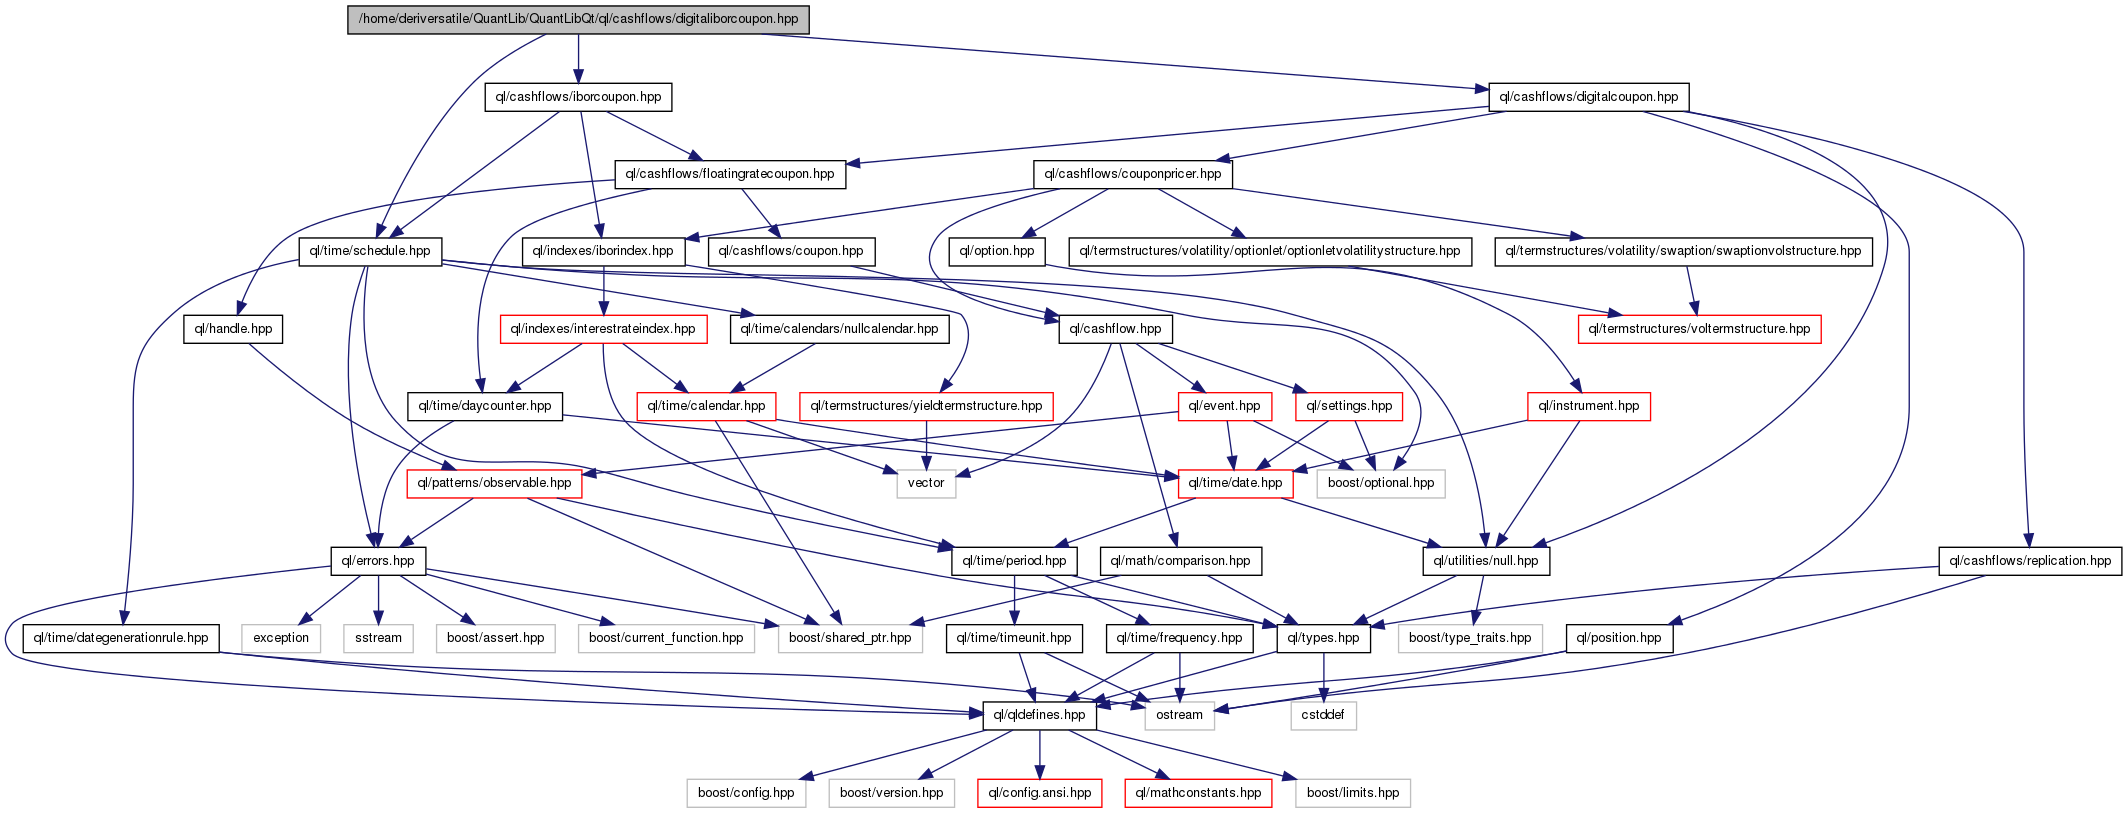 /home/deriversatile/QuantLib/QuantLibQt/ql/cashflows/digitaliborcoupon.hpp
ql/cashflows/iborcoupon.hpp
ql/cashflows/digitalcoupon.hpp
ql/cashflows/floatingratecoupon.hpp
ql/cashflows/couponpricer.hpp
ql/time/schedule.hpp
ql/indexes/iborindex.hpp
ql/cashflows/coupon.hpp
ql/option.hpp
ql/termstructures/volatility/optionlet/optionletvolatilitystructure.hpp
ql/termstructures/volatility/swaption/swaptionvolstructure.hpp
ql/handle.hpp
ql/indexes/interestrateindex.hpp
ql/time/calendars/nullcalendar.hpp
ql/cashflow.hpp
ql/termstructures/voltermstructure.hpp
ql/time/daycounter.hpp
ql/time/calendar.hpp
ql/termstructures/yieldtermstructure.hpp
ql/event.hpp
ql/settings.hpp
ql/instrument.hpp
ql/patterns/observable.hpp
vector
ql/time/date.hpp
boost/optional.hpp
ql/errors.hpp
ql/time/period.hpp
ql/math/comparison.hpp
ql/utilities/null.hpp
ql/cashflows/replication.hpp
ql/time/dategenerationrule.hpp
exception
sstream
boost/assert.hpp
boost/current_function.hpp
boost/shared_ptr.hpp
ql/time/timeunit.hpp
ql/time/frequency.hpp
ql/types.hpp
boost/type_traits.hpp
ql/position.hpp
ql/qldefines.hpp
ostream
cstddef
boost/config.hpp
boost/version.hpp
ql/config.ansi.hpp
ql/mathconstants.hpp
boost/limits.hpp